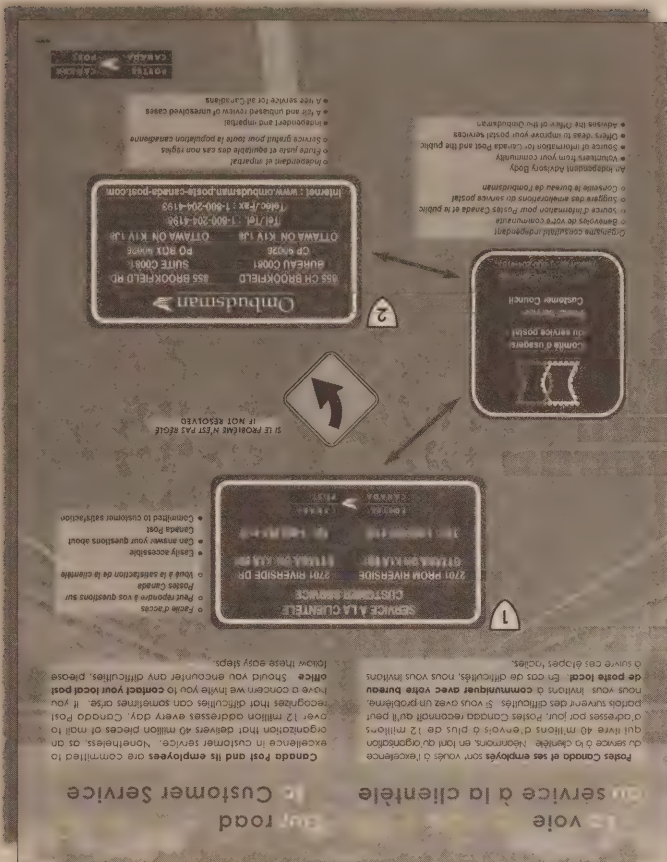 La voie
du service à la clientèle
Our road
to Customer Service
Postes Canada et ses employés sont voués à l'excellence
du service à la clientèle. Néanmoins, en tant qu'organisation
qui livre 40 millions d'envois à plus de 12 millions
d'adresses par jour, Postes Canada reconnaît qu'il peut
parfois survenir des difficultés. Si vous avez un problème,
nous vous invitons à communiquer avec votre bureau
de poste local. En cas de difficultés, nous vous invitons
à suivre ces étapes faciles.
Canada Post and its employees are committed to
excellence in customer service. Nonetheless, as an
organization that delivers 40 million pieces of mail to
over 12 million addresses every day, Canada Post
recognizes that difficulties can sometimes arise. If you
have a concern we invite you to contact your local post
office. Should you encounter any difficulties, please
follow these easy steps.
1
SERVICE À LA CLIENTÈLE
CUSTOMER SERVICE
2701 PROM RIVERSIDE
OTTAWA ON K1A
2701 RIVERSIDE DR
OTTAWA ON K1A
POSTES CANADA
CANADA POST
o Facile d'accès
o Peut répondre à vos questions sur
Postes Canada
o Voué à la satisfaction de la clientèle
• Easily accessible
• Can answer your questions about
Canada Post
• Committed to customer satisfaction
SI LE PROBLÈME N'EST PAS RÉGLÉ
IF NOT RESOLVED
Comité d'usagers
du service postal
Postal Service
Customer Council
Organisme consultatif indépendant
o Bénévoles de votre communauté
o Source d'information pour Postes Canada et le public
o Suggère des améliorations au service postal
o Conseille le bureau de l'ombudsman
An Independent Advisory Body
• Volunteers from your community
• Source of information for Canada Post and the public
• Offers ideas to improve your postal services
• Advises the Office of the Ombudsman
2
Ombudsman
855 CH BROOKFIELD
BUREAU C0081
CP 90026
OTTAWA ON K1V 1J8
855 BROOKFIELD RD
SUITE C0081
PO BOX 90026
OTTAWA ON K1V 1J8
Tél./Tel. : 1-800-204-4198
Téléc./Fax : 1-800-204-4193
Internet : www.ombudsman.poste-canada-post.com
o Indépendant et impartial
o Étude juste et équitable des cas non réglés
o Service gratuit pour toute la population canadienne
• Independent and impartial
• A fair and unbiased review of unresolved cases
• A free service for all Canadians
POSTES CANADA
CANADA POST